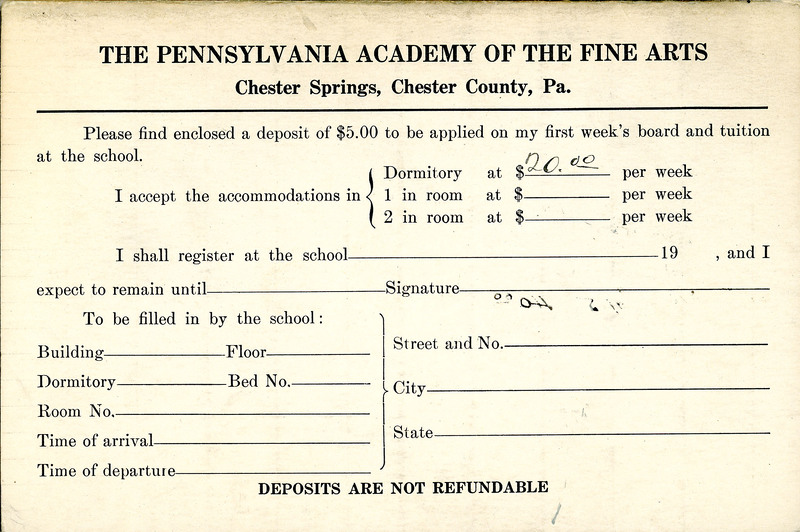 THE PENNSYLVANIA ACADEMY OF THE FINE ARTS
Chester Springs, Chester County, Pa.
Please find enclosed a deposit of $5.00 to be applied on my first week's board and tuition
at the school.
I accept the accommodations in
Dormitory at $20.00 per week
1 in room at $ per week
2 in room at $ per week
I shall register at the school 19 , and I
expect to remain until Signature
To be filled in by the school:
Building Floor
Dormitory Bed No.
Room No.
Time of arrival
Time of departure
Street and No.
City
State
DEPOSITS ARE NOT REFUNDABLE